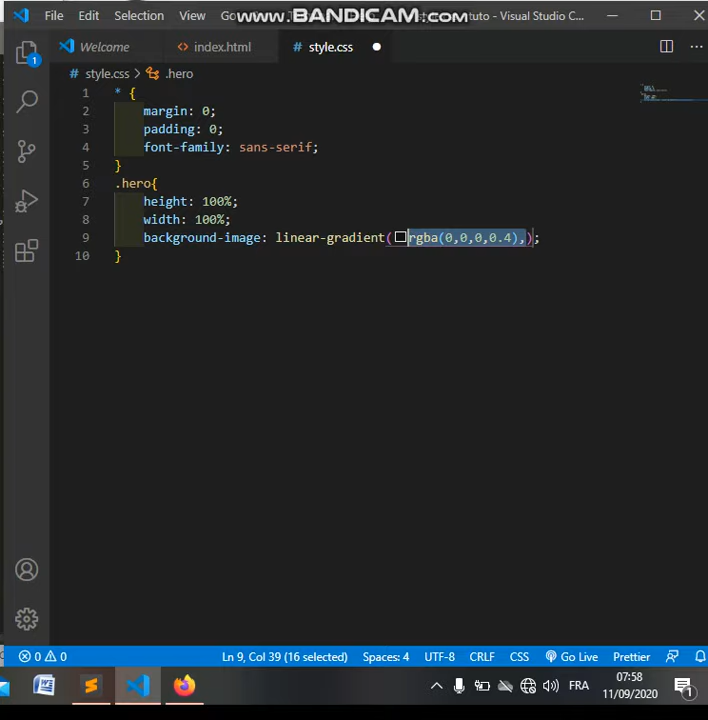 File Edit Selection View Go www.BANDICAM.com tuto - Visual Studio C...
Welcome index.html # style.css
# style.css > .hero
1 * {
2 margin: 0;
3 padding: 0;
4 font-family: sans-serif;
5 }
6 .hero{
7 height: 100%;
8 width: 100%;
9 background-image: linear-gradient(rgba(0,0,0,0.4),);
10 }
1
0 0 Ln 9, Col 39 (16 selected) Spaces: 4 UTF-8 CRLF CSS Go Live Prettier
FRA 07:58
11/09/2020 1